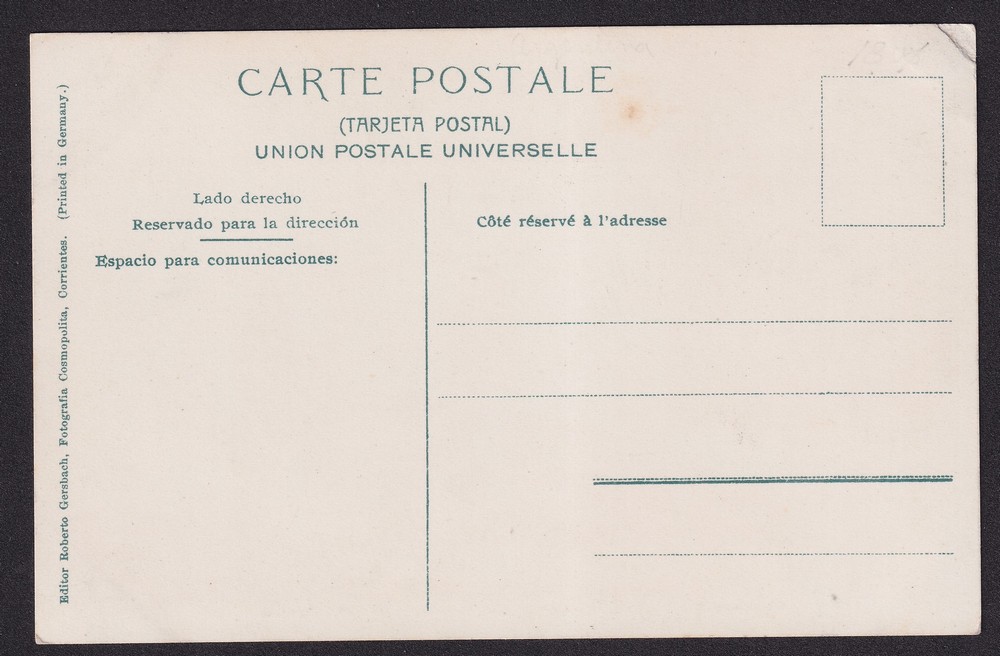 CARTE POSTALE
(TARJETA POSTAL)
UNION POSTALE UNIVERSELLE
Lado derecho
Reservado para la dirección
Espacio para comunicaciones:
Côté réservé à l'adresse
Editor Roberto Gersbach, Fotografia Cosmopolita, Corrientes. (Printed in Germany.)